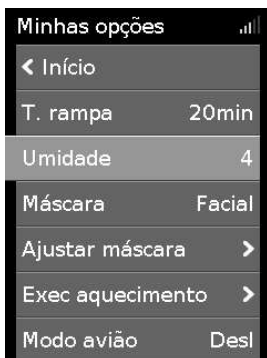 Minhas opções
Início
T. rampa 20min
Umidade 4
Máscara Facial
Ajustar máscara
Exec aquecimento
Modo avião Desl